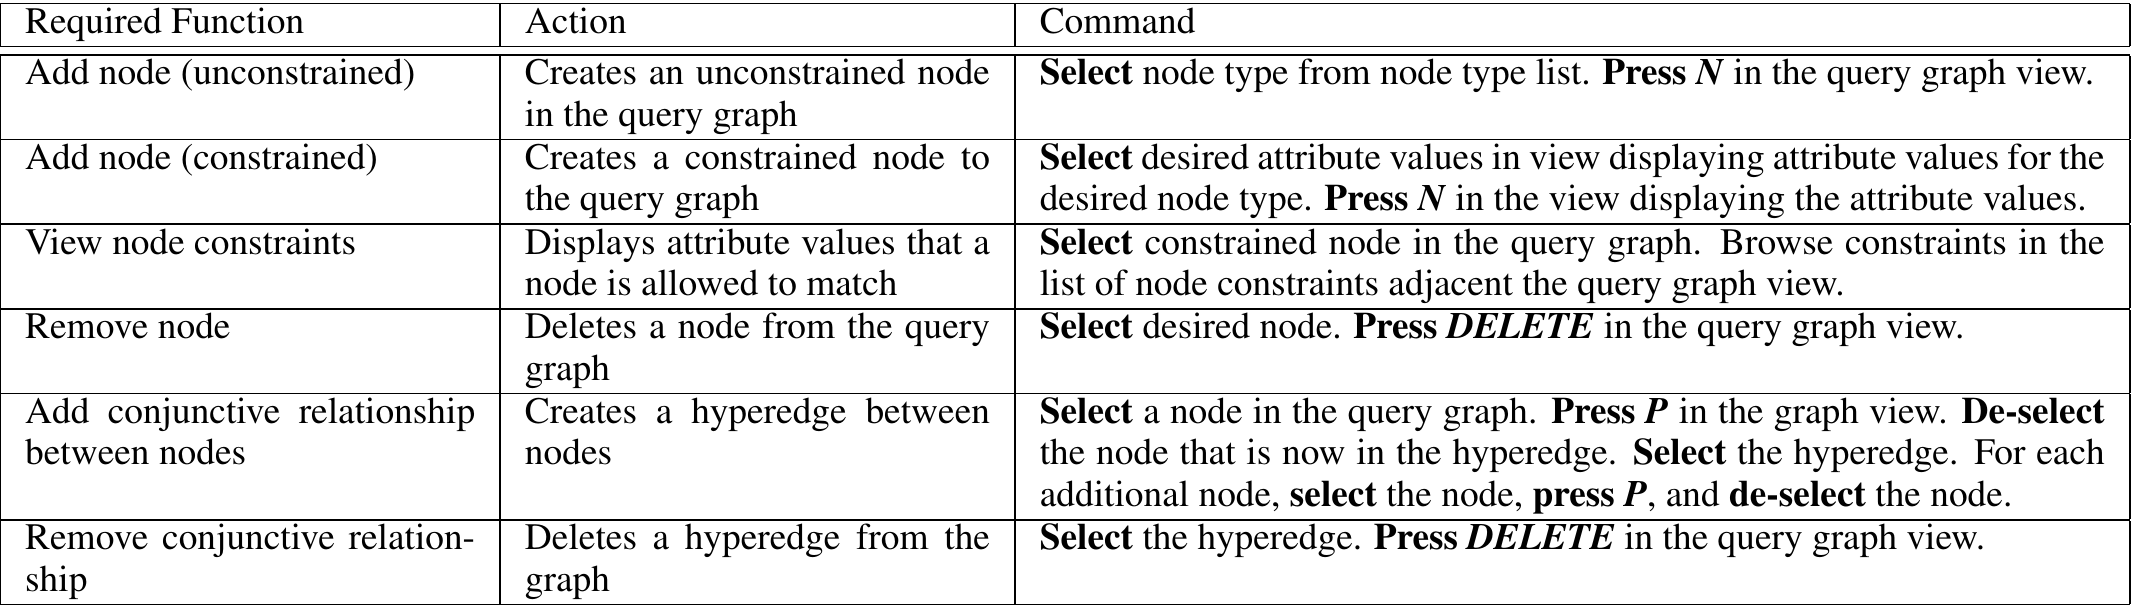 Required Function
Action
Command
Add node (unconstrained)
Creates an unconstrained node
in the query graph
Select node type from node type list. Press N in the query graph view.
Add node (constrained)
Creates a constrained node to
the query graph
Select desired attribute values in view displaying attribute values for the
desired node type. Press N in the view displaying the attribute values.
View node constraints
Displays attribute values that a
node is allowed to match
Select constrained node in the query graph. Browse constraints in the
list of node constraints adjacent the query graph view.
Remove node
Deletes a node from the query
graph
Select desired node. Press DELETE in the query graph view.
Add conjunctive relationship
between nodes
Creates a hyperedge between
nodes
Select a node in the query graph. Press P in the graph view. De-select
the node that is now in the hyperedge. Select the hyperedge. For each
additional node, select the node, press P, and de-select the node.
Remove conjunctive relation-
ship
Deletes a hyperedge from the
graph
Select the hyperedge. Press DELETE in the query graph view.